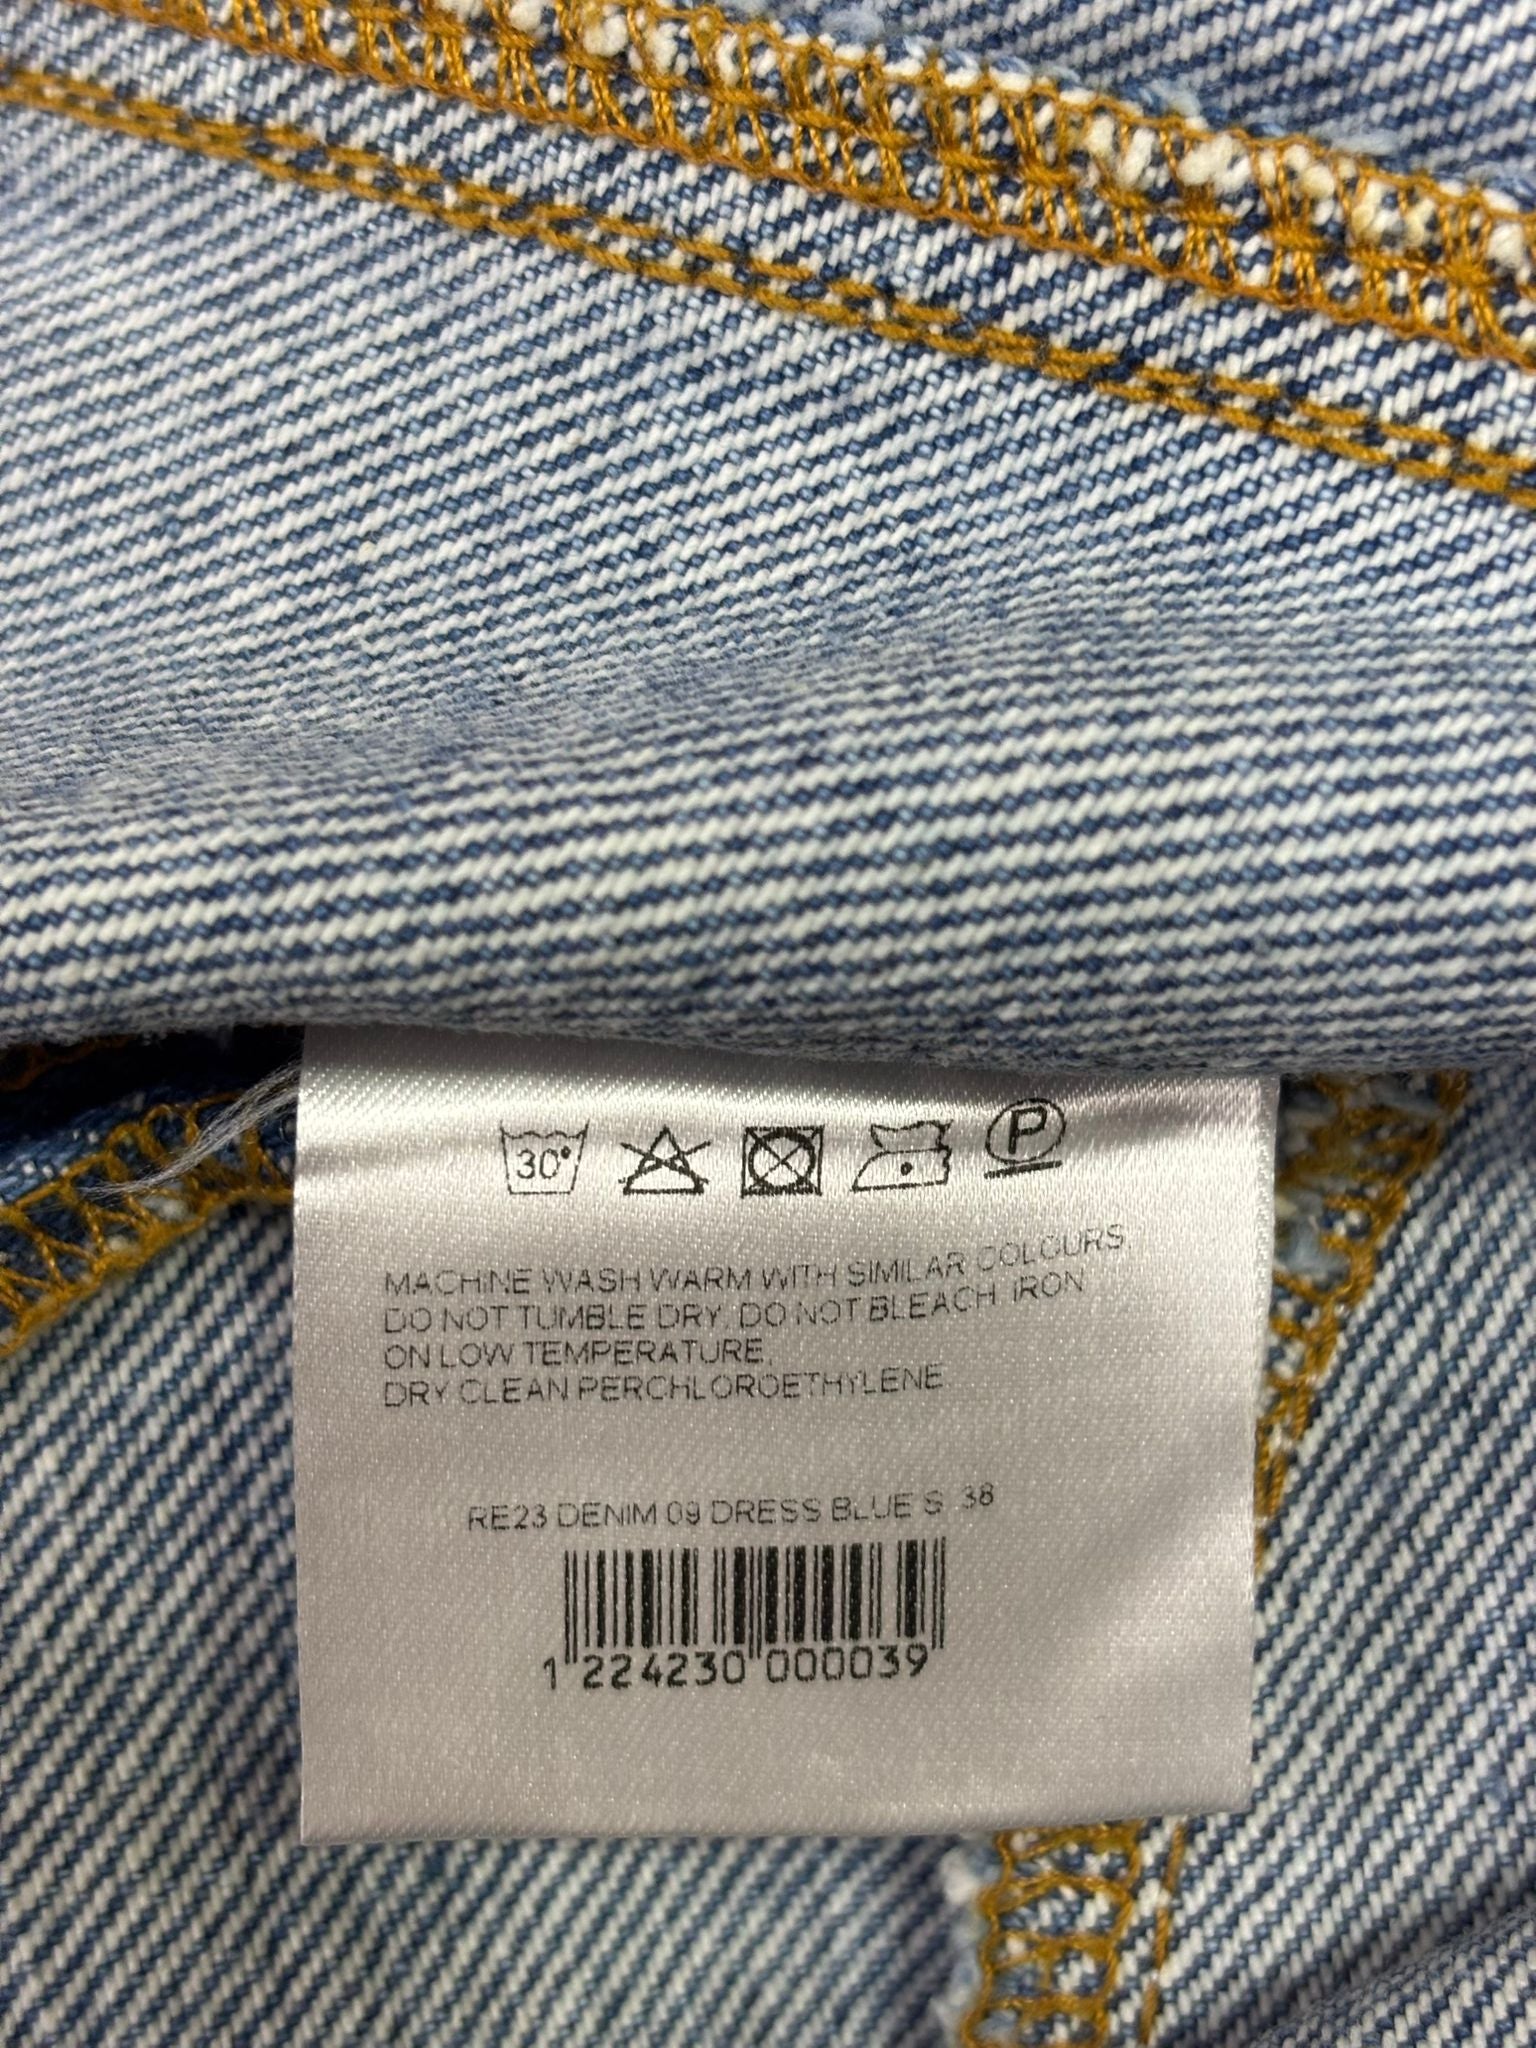 30°
P
MACHINE WASH WARM WITH SIMILAR COLOURS.
DO NOT TUMBLE DRY, DO NOT BLEACH. IRON
ON LOW TEMPERATURE,
DRY CLEAN PERCHLOROETHYLENE
RE23 DENIM 09 DRESS BLUE S 38
1 224230 000039